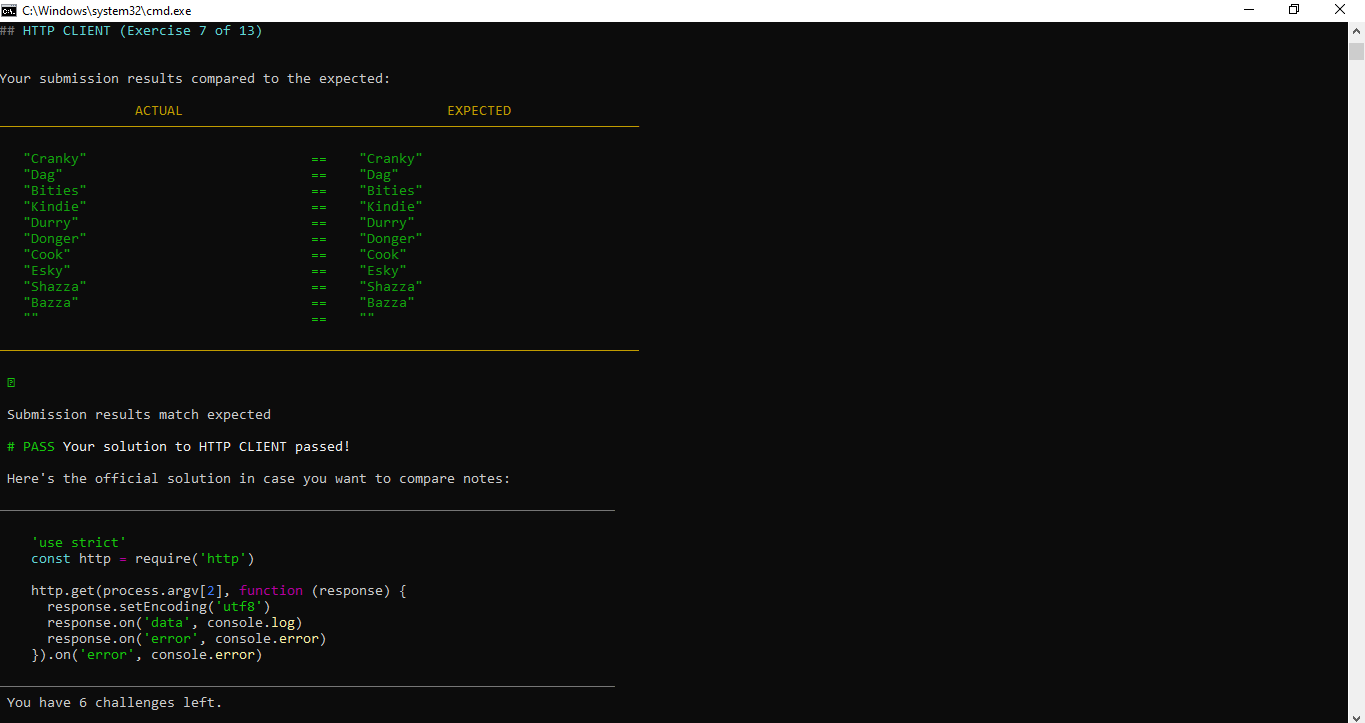 C:\Windows\system32\cmd.exe
## HTTP CLIENT (Exercise 7 of 13)
Your submission results compared to the expected:
ACTUAL EXPECTED
"Cranky" == "Cranky"
"Dag" == "Dag"
"Bities" == "Bities"
"Kindie" == "Kindie"
"Durry" == "Durry"
"Donger" == "Donger"
"Cook" == "Cook"
"Esky" == "Esky"
"Shazza" == "Shazza"
"Bazza" == "Bazza"
"" == ""
Submission results match expected
# PASS Your solution to HTTP CLIENT passed!
Here's the official solution in case you want to compare notes:
'use strict'
const http = require('http')
http.get(process.argv[2], function (response) {
response.setEncoding('utf8')
response.on('data', console.log)
response.on('error', console.error)
}).on('error', console.error)
You have 6 challenges left.